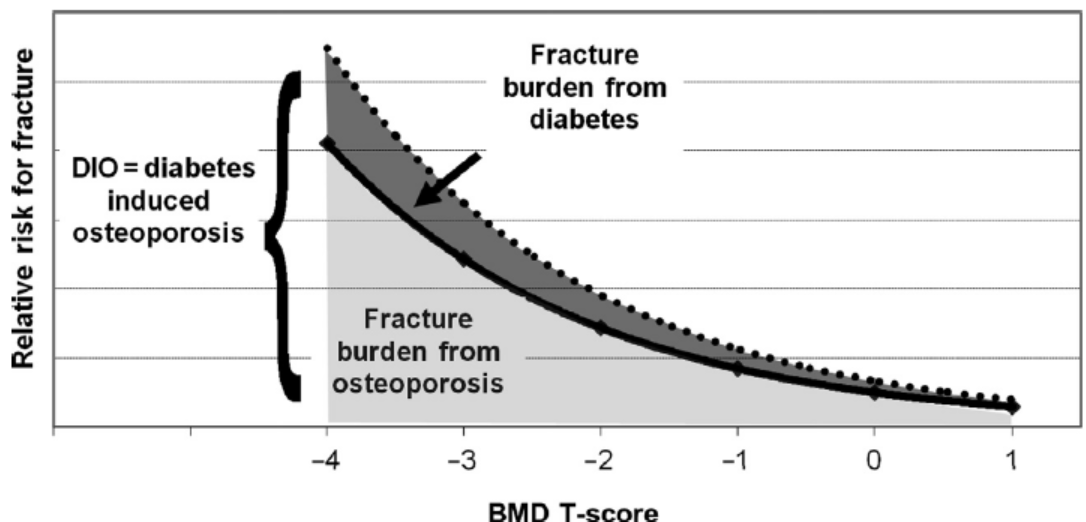 Relative risk for fracture
Fracture
burden from
diabetes
DIO = diabetes
induced
osteoporosis
Fracture
burden from
osteoporosis
−4
−3
−2
−1
0
1
BMD T-score